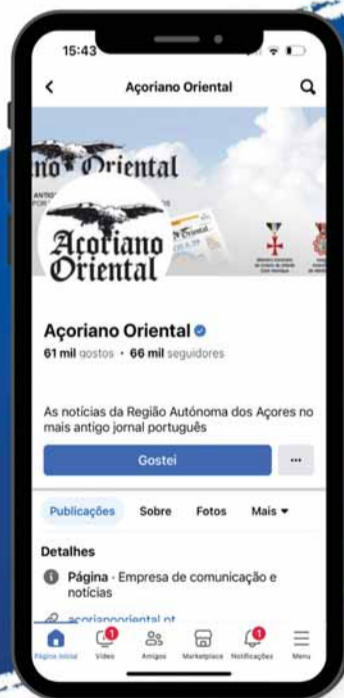 15:43
Açoriano Oriental
no Oriental
Açoriano
Oriental
Açoriano Oriental
61 mil gostos · 66 mil seguidores
As notícias da Região Autónoma dos Açores no
mais antigo jornal português
Gostei
Publicações Sobre Fotos Mais
Detalhes
Página · Empresa de comunicação e
notícias
acorianooriental.pt
Página Inicial Vídeo Amigos Marketplace Notificações Menu